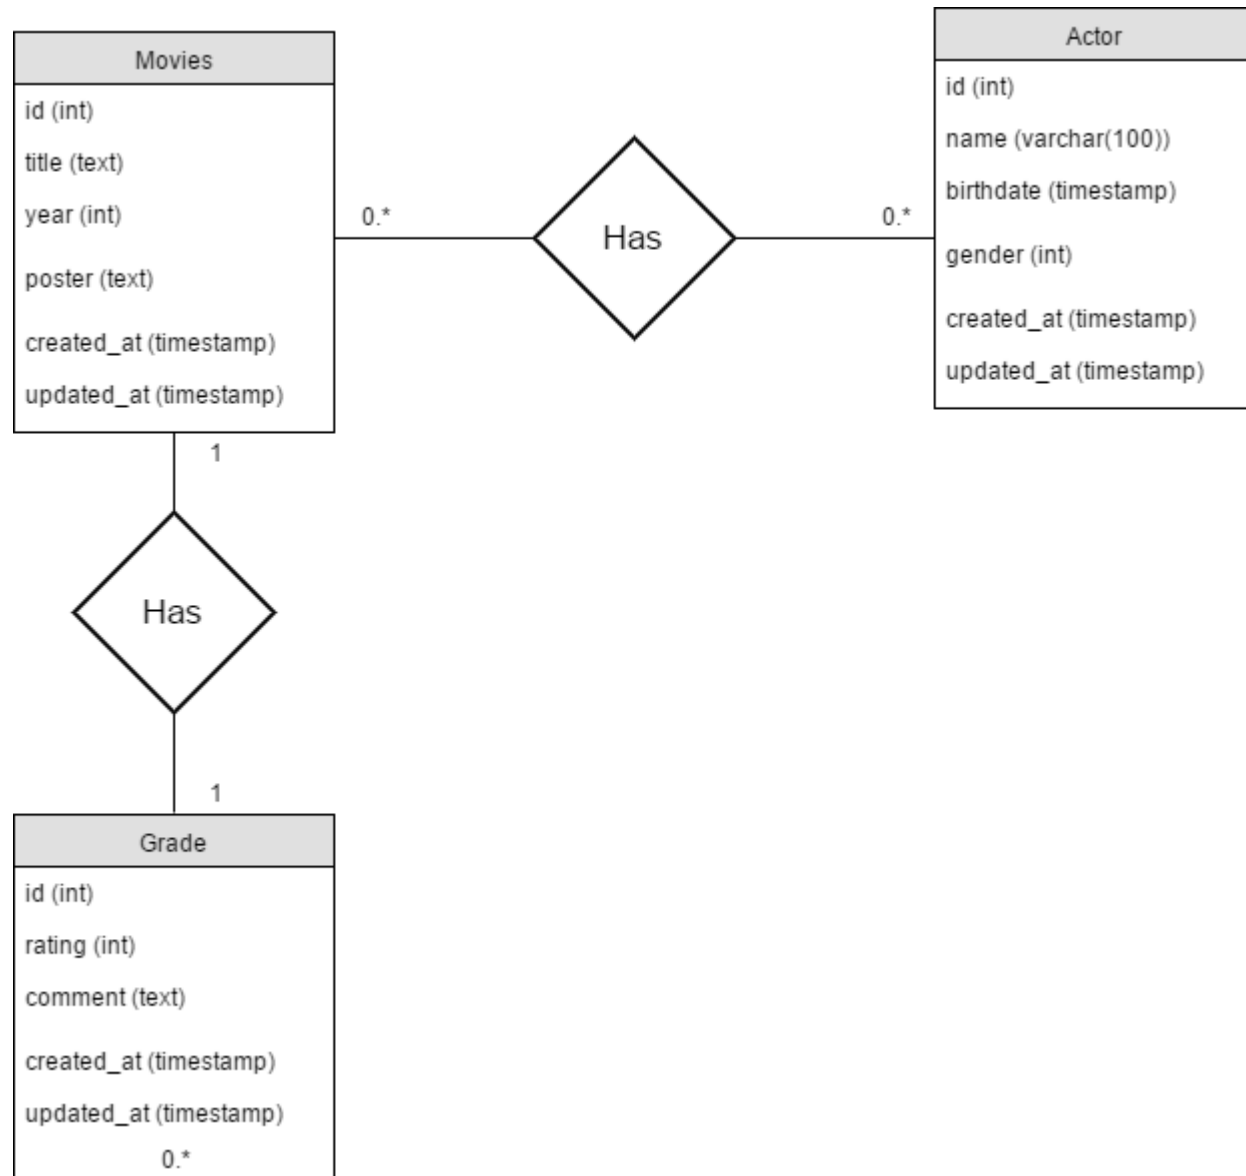 Movies
id (int)
title (text)
year (int)
poster (text)
created_at (timestamp)
updated_at (timestamp)
0.*
Has
0.*
Actor
id (int)
name (varchar(100))
birthdate (timestamp)
gender (int)
created_at (timestamp)
updated_at (timestamp)
1
Has
1
Grade
id (int)
rating (int)
comment (text)
created_at (timestamp)
updated_at (timestamp)
0.*